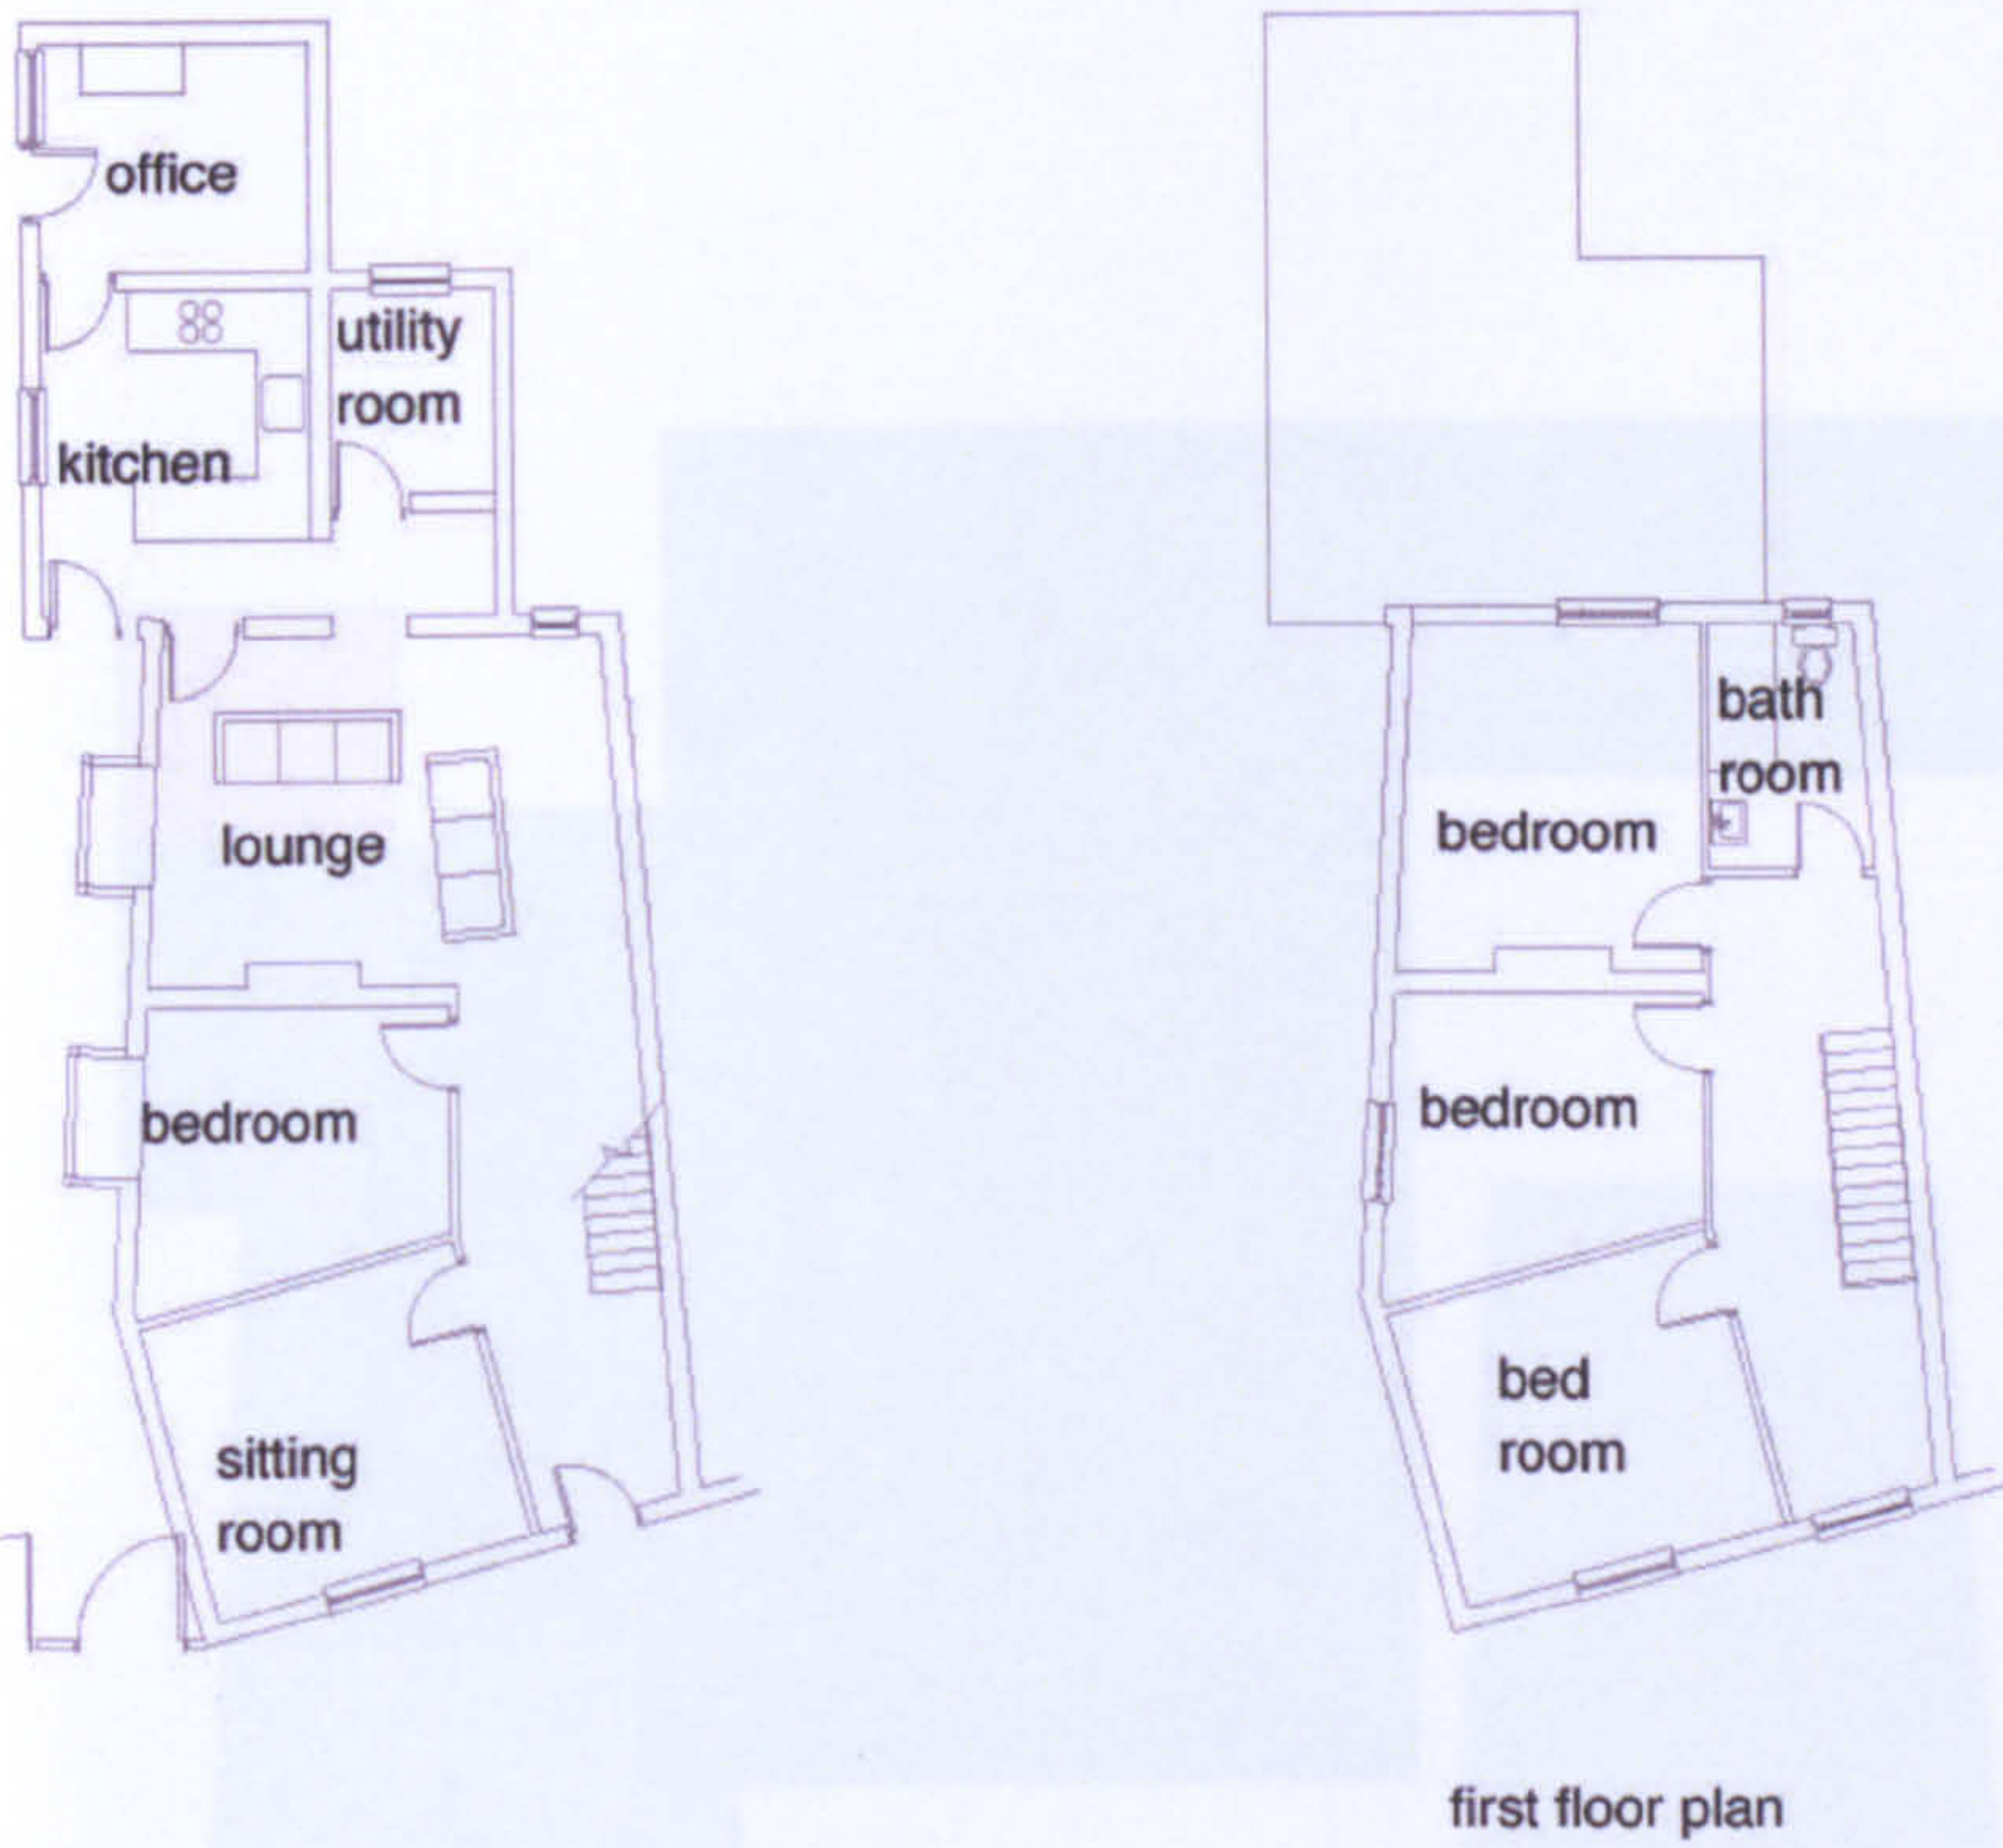 office
utility
room
kitchen
lounge
bedroom
sitting
room
bath
room
bedroom
bedroom
bed
room
first floor plan